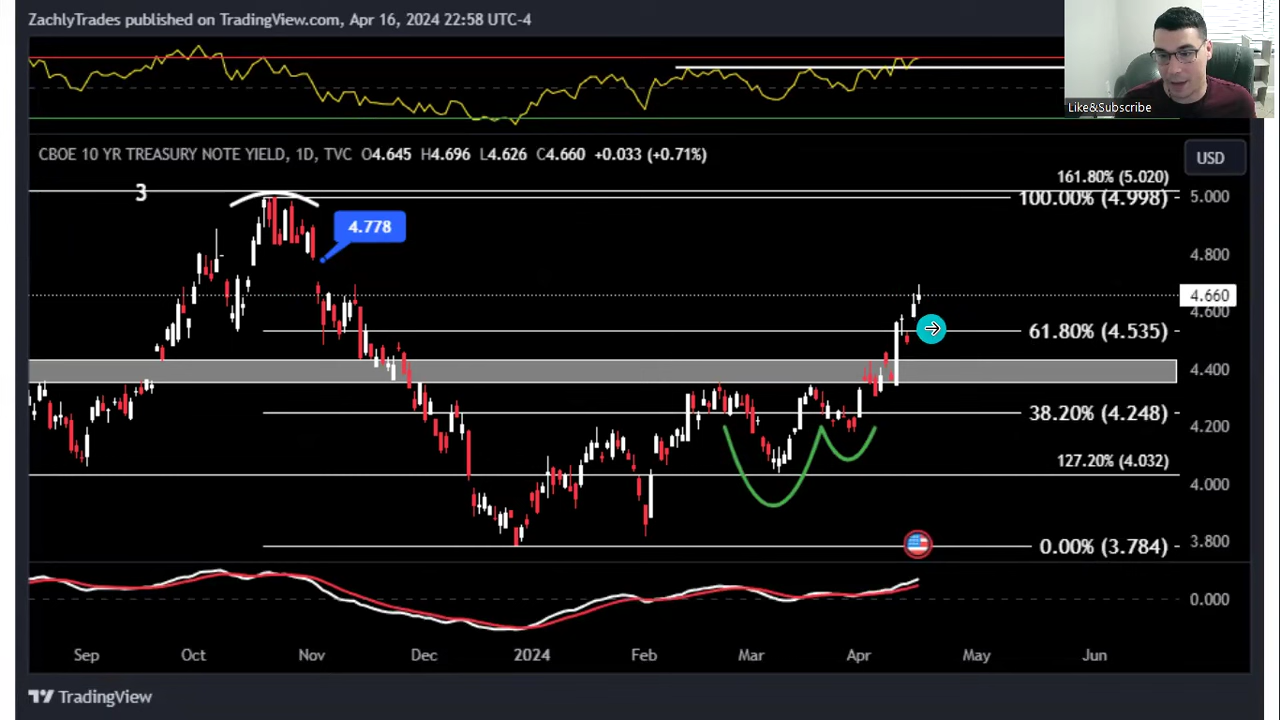 ZachlyTrades published on TradingView.com, Apr 16, 2024 22:58 UTC-4
Like&Subscribe
CBOE 10 YR TREASURY NOTE YIELD, 1D, TVC O4.645 H4.696 L4.626 C4.660 +0.033 (+0.71%)
USD
161.80% (5.020)
3
100.00% (4.998)
5.000
4.778
4.800
4.660
4.600
61.80% (4.535)
4.400
38.20% (4.248)
4.200
127.20% (4.032)
4.000
0.00% (3.784)
3.800
0.000
Sep Oct Nov Dec 2024 Feb Mar Apr May Jun
TradingView